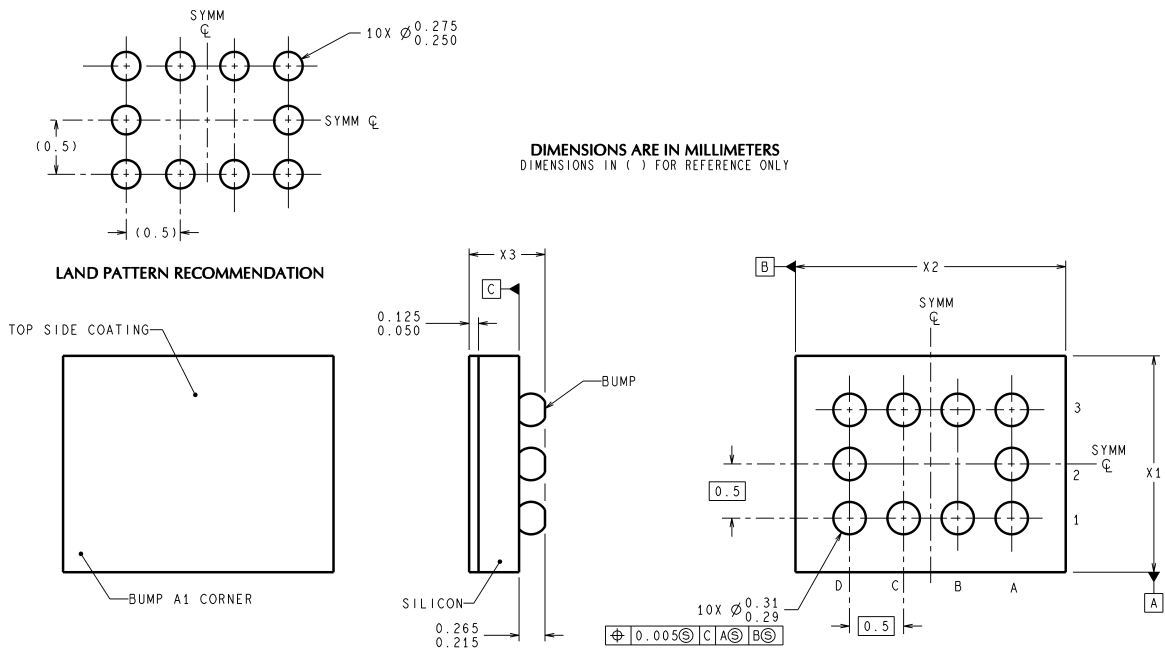 SYMM
℄
10X Ø 0.275
0.250
SYMM ℄
(0.5)
(0.5)
DIMENSIONS ARE IN MILLIMETERS
DIMENSIONS IN ( ) FOR REFERENCE ONLY
LAND PATTERN RECOMMENDATION
TOP SIDE COATING
BUMP A1 CORNER
X3
C
0.125
0.050
BUMP
SILICON
0.265
0.215
B
X2
SYMM
℄
3
SYMM
℄
2
X1
0.5
1
D C B A
A
10X Ø 0.31
0.29
0.5
⌖ 0.005Ⓢ C AⓈ BⓈ